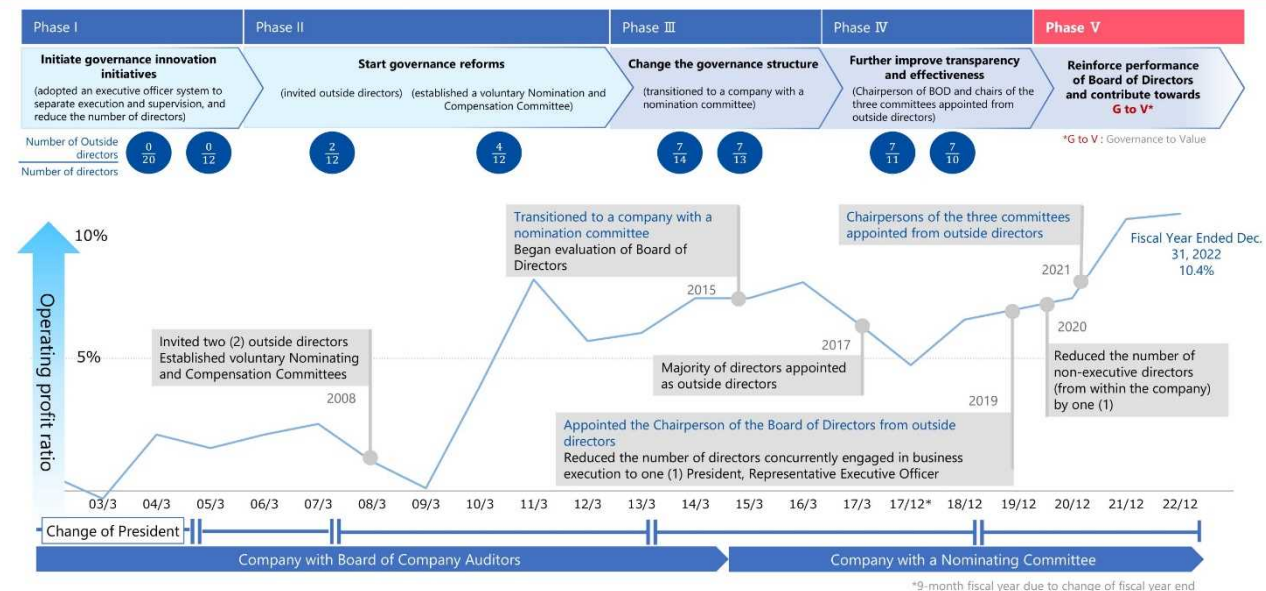 Phase I
Phase II
Phase Ⅲ
Phase Ⅳ
Phase Ⅴ
Initiate governance innovation
initiatives
(adopted an executive officer system to
separate execution and supervision, and
reduce the number of directors)
Start governance reforms
(invited outside directors)
(established a voluntary Nomination and
Compensation Committee)
Change the governance structure
(transitioned to a company with a
nomination committee)
Further improve transparency
and effectiveness
(Chairperson of BOD and chairs of the
three committees appointed from
outside directors)
Reinforce performance
of Board of Directors
and contribute towards
G to V*
*G to V : Governance to Value
Number of Outside
directors
Number of directors
0
20
0
12
2
12
4
12
7
14
7
13
7
11
7
10
Operating profit ratio
10%
5%
Invited two (2) outside directors
Established voluntary Nominating
and Compensation Committees
2008
Transitioned to a company with a
nomination committee
Began evaluation of Board of
Directors
2015
Majority of directors appointed
as outside directors
2017
Appointed the Chairperson of the Board of Directors from outside
directors
Reduced the number of directors concurrently engaged in business
execution to one (1) President, Representative Executive Officer
2019
Chairpersons of the three committees
appointed from outside directors
2021
2020
Reduced the number of
non-executive directors
(from within the company)
by one (1)
Fiscal Year Ended Dec.
31, 2022
10.4%
03/3 04/3 05/3 06/3 07/3 08/3 09/3 10/3 11/3 12/3 13/3 14/3 15/3 16/3 17/3 17/12* 18/12 19/12 20/12 21/12 22/12
Change of President
Company with Board of Company Auditors
Company with a Nominating Committee
*9-month fiscal year due to change of fiscal year end